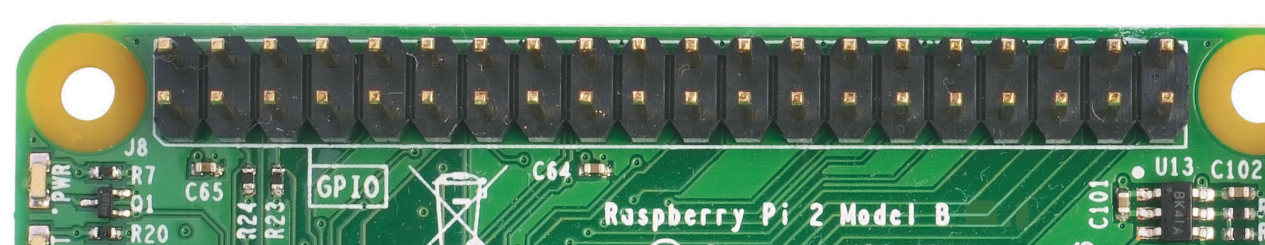 J8
PWR
R7
Q1
R20
C65
R24
R23
GPIO
C64
Raspberry Pi 2 Model B
C101
U13
C102